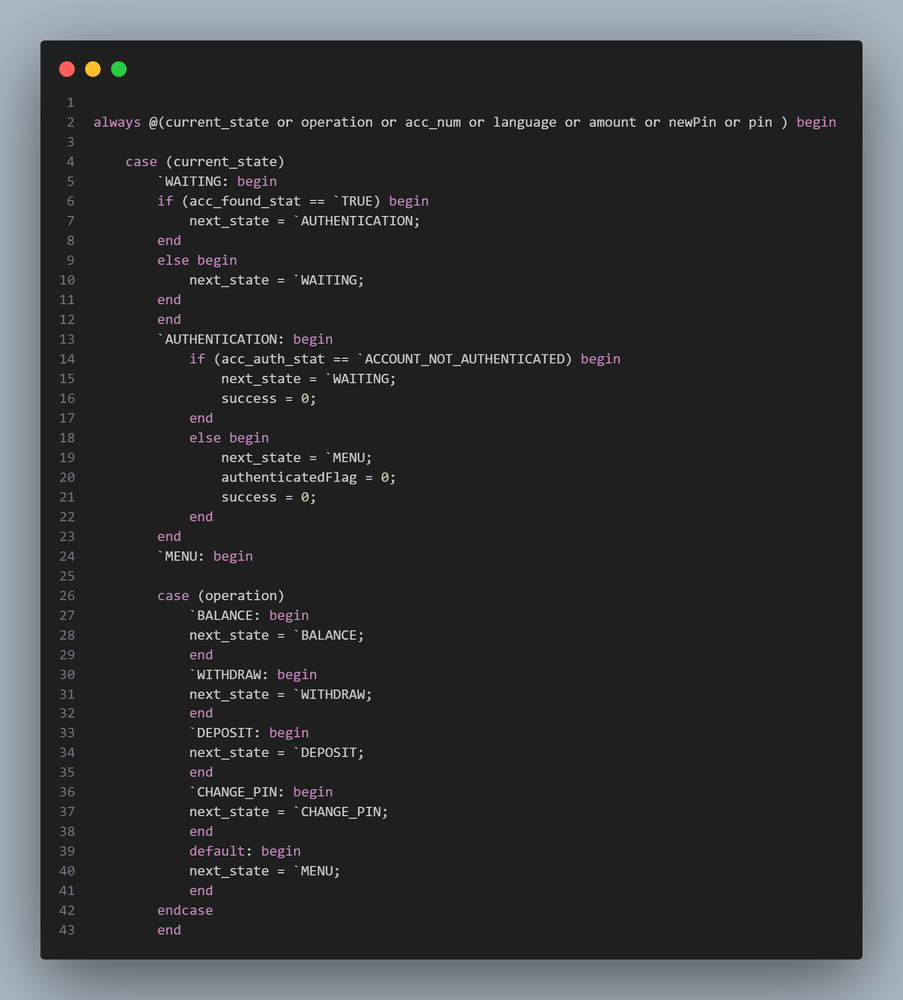 1
2 always @(current_state or operation or acc_num or language or amount or newPin or pin ) begin
3
4     case (current_state)
5         `WAITING: begin
6         if (acc_found_stat == `TRUE) begin
7             next_state = `AUTHENTICATION;
8         end
9         else begin
10             next_state = `WAITING;
11         end
12         end
13         `AUTHENTICATION: begin
14             if (acc_auth_stat == `ACCOUNT_NOT_AUTHENTICATED) begin
15                 next_state = `WAITING;
16                 success = 0;
17             end
18             else begin
19                 next_state = `MENU;
20                 authenticatedFlag = 0;
21                 success = 0;
22             end
23         end
24         `MENU: begin
25
26         case (operation)
27             `BALANCE: begin
28             next_state = `BALANCE;
29             end
30             `WITHDRAW: begin
31             next_state = `WITHDRAW;
32             end
33             `DEPOSIT: begin
34             next_state = `DEPOSIT;
35             end
36             `CHANGE_PIN: begin
37             next_state = `CHANGE_PIN;
38             end
39             default: begin
40             next_state = `MENU;
41             end
42         endcase
43         end